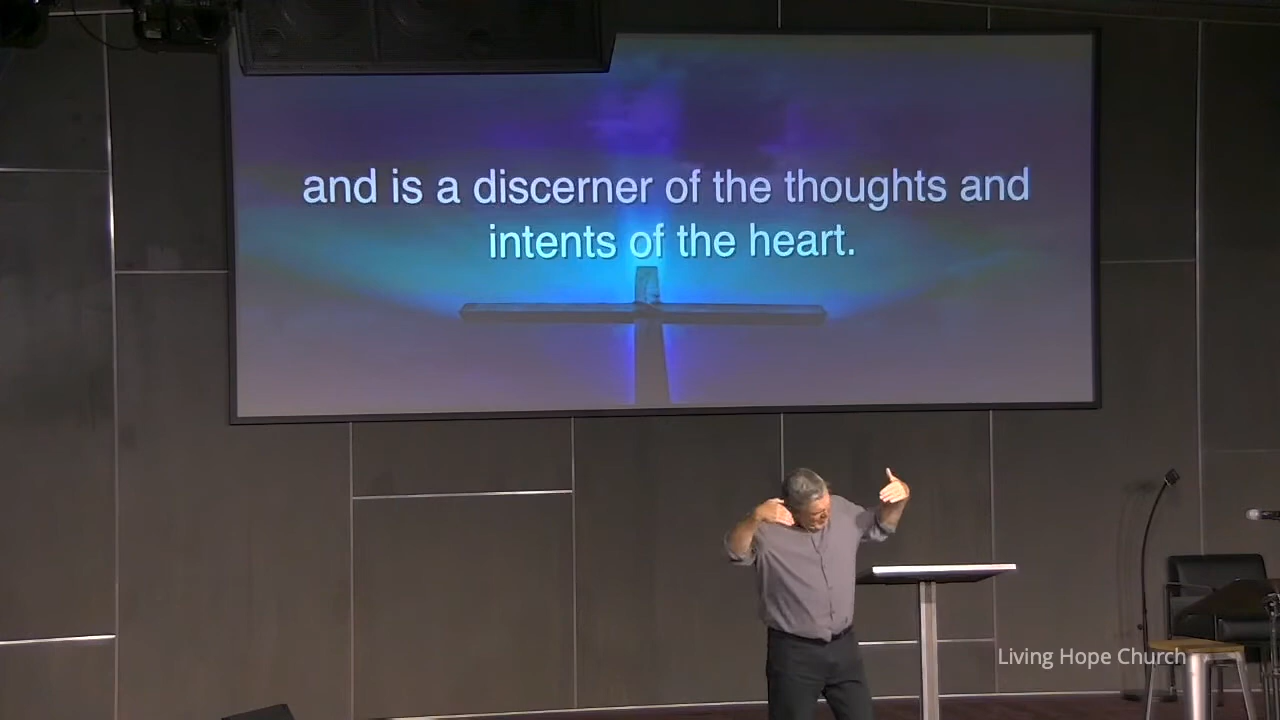 and is a discerner of the thoughts and
intents of the heart.
Living Hope Church